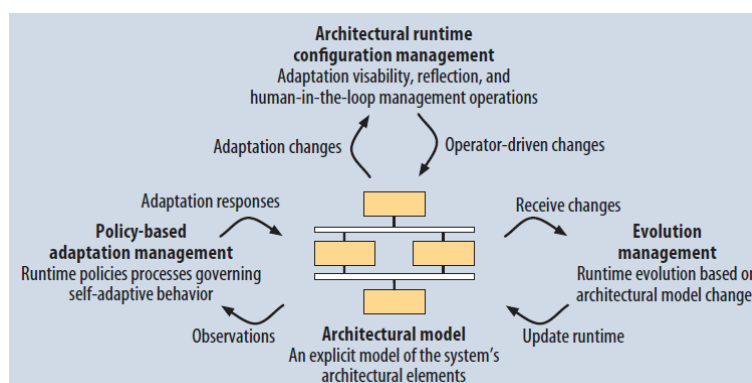 Architectural runtime
configuration management
Adaptation visability, reflection, and
human-in-the-loop management operations
Adaptation changes
Operator-driven changes
Adaptation responses
Receive changes
Policy-based
adaptation management
Runtime policies processes governing
self-adaptive behavior
Evolution
management
Runtime evolution based on
architectural model change
Observations
Update runtime
Architectural model
An explicit model of the system's
architectural elements